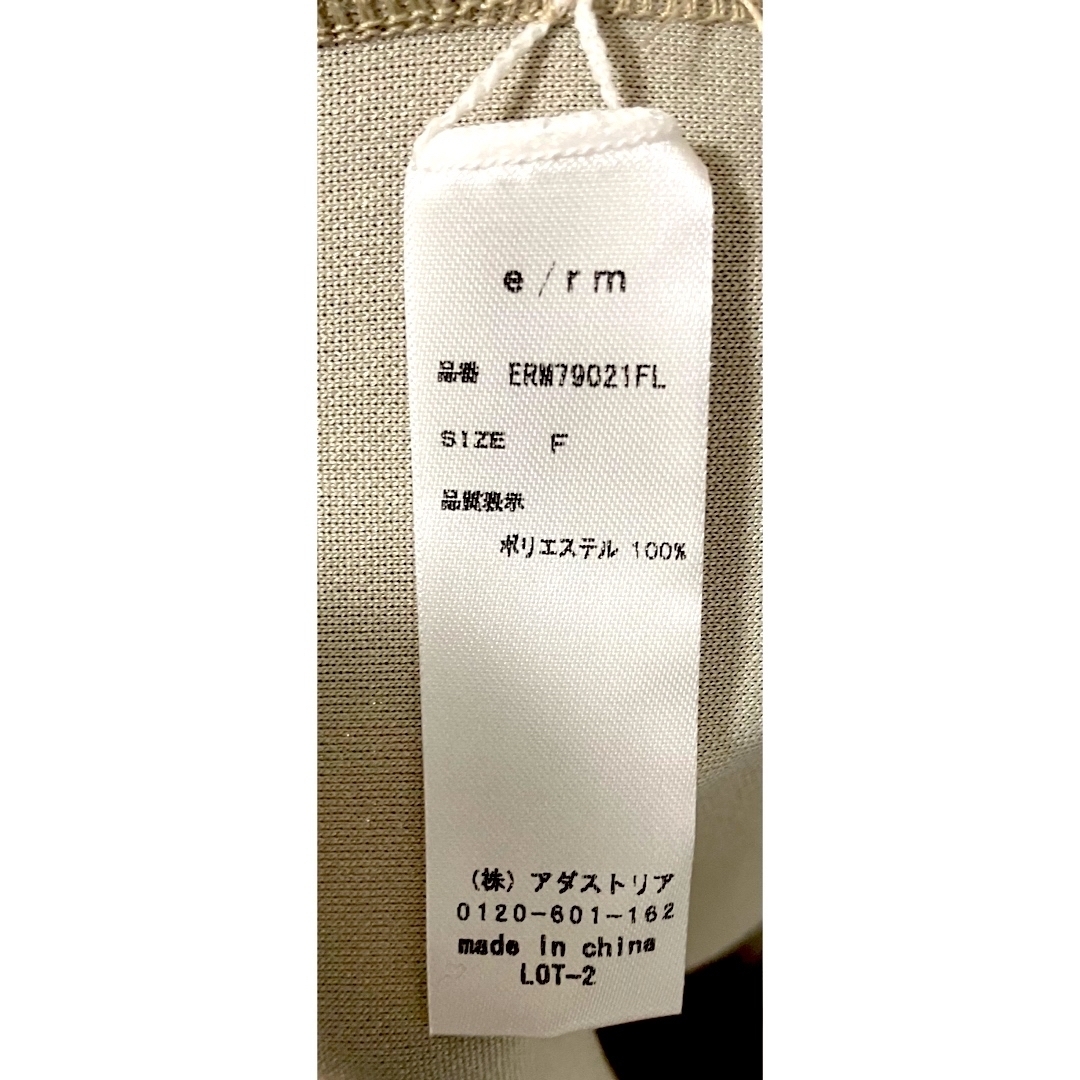 e/rm
品番 ERM79021FL
SIZE F
品質表示
ポリエステル 100%
(株) アダストリア
0120-601-162
made in china
LOT-2